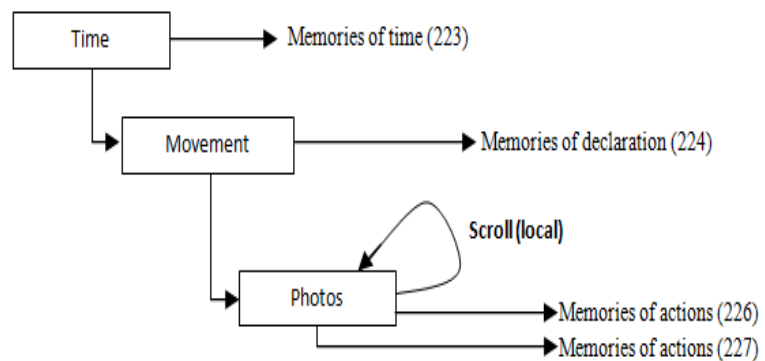 Time
Memories of time (223)
Movement
Memories of declaration (224)
Scroll (local)
Photos
Memories of actions (226)
Memories of actions (227)